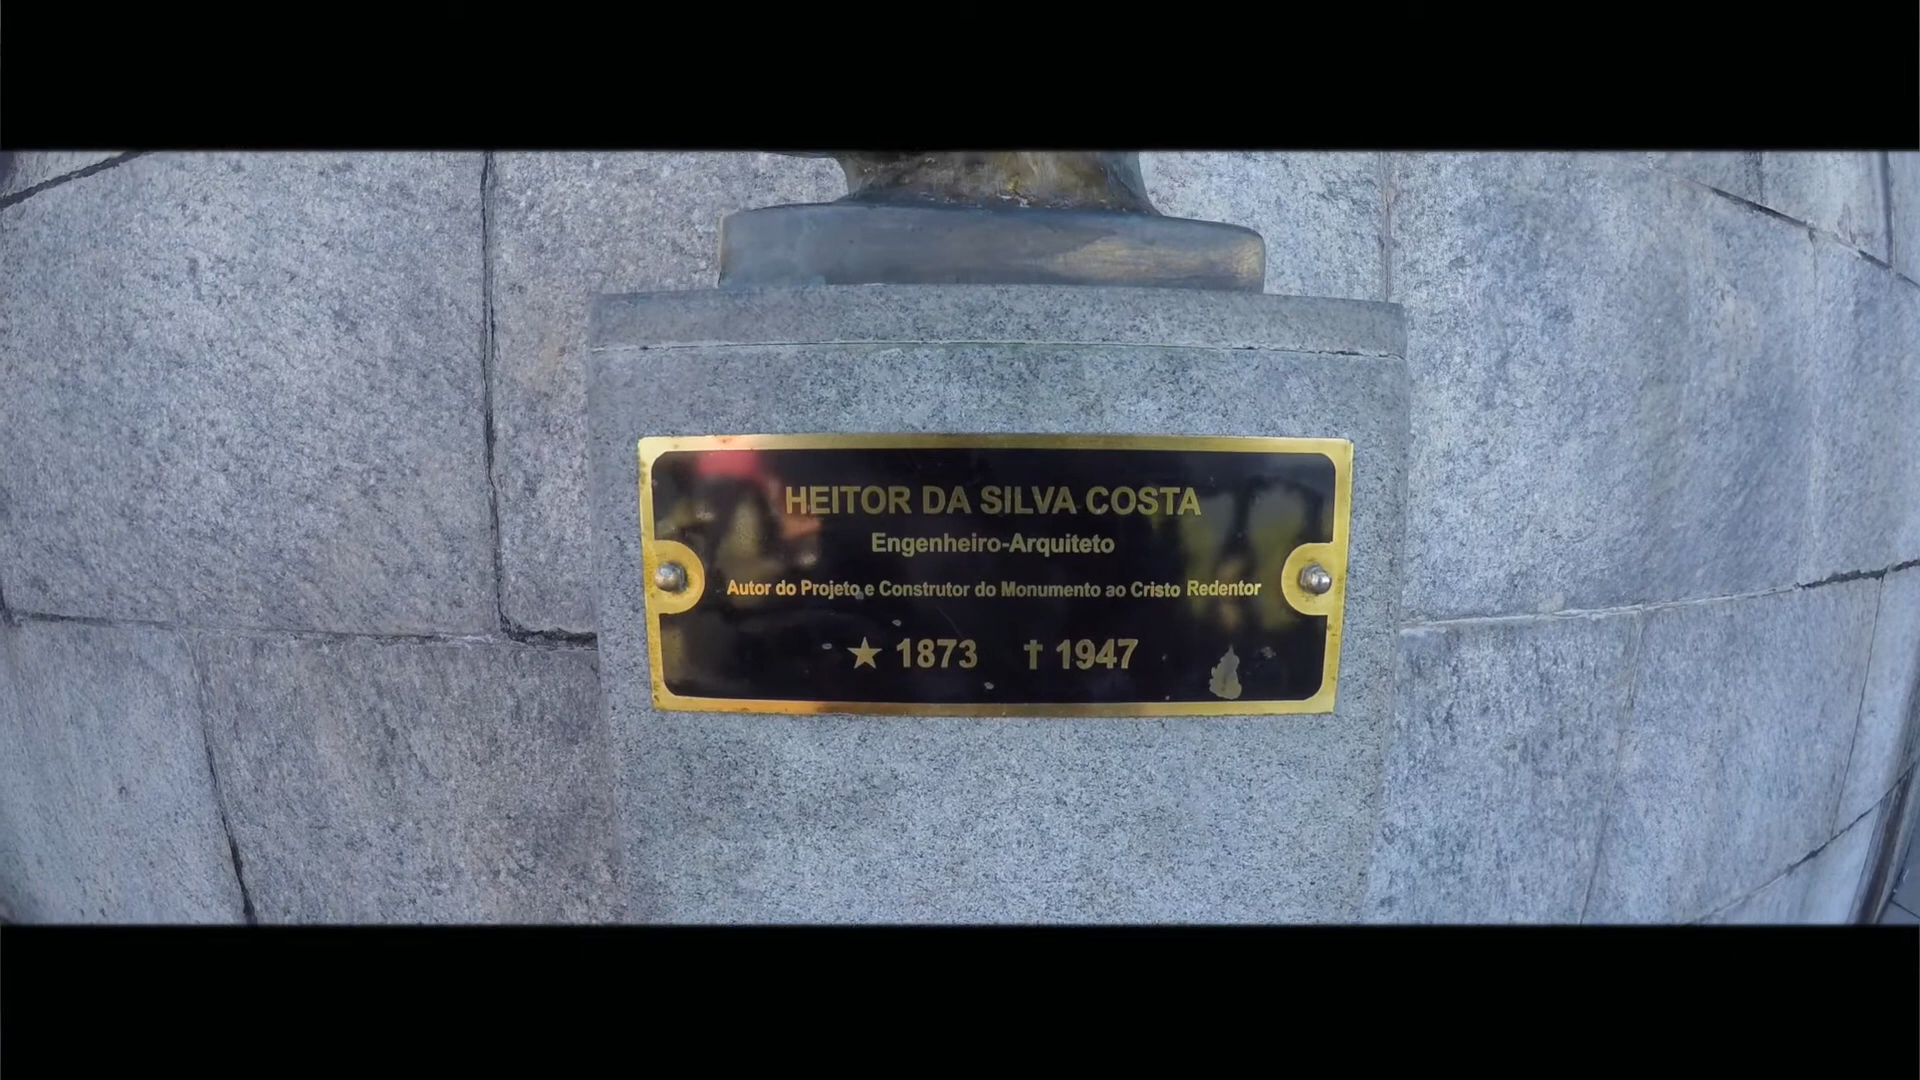 HEITOR DA SILVA COSTA
Engenheiro-Arquiteto
Autor do Projeto e Construtor do Monumento ao Cristo Redentor
★ 1873 † 1947